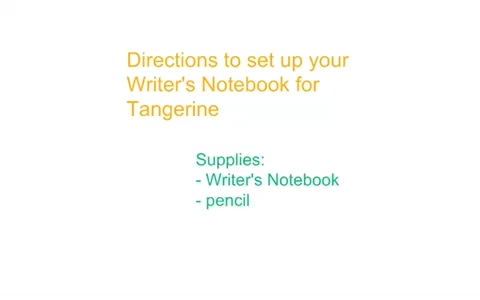 Directions to set up your
Writer's Notebook for
Tangerine
Supplies:
- Writer's Notebook
- pencil